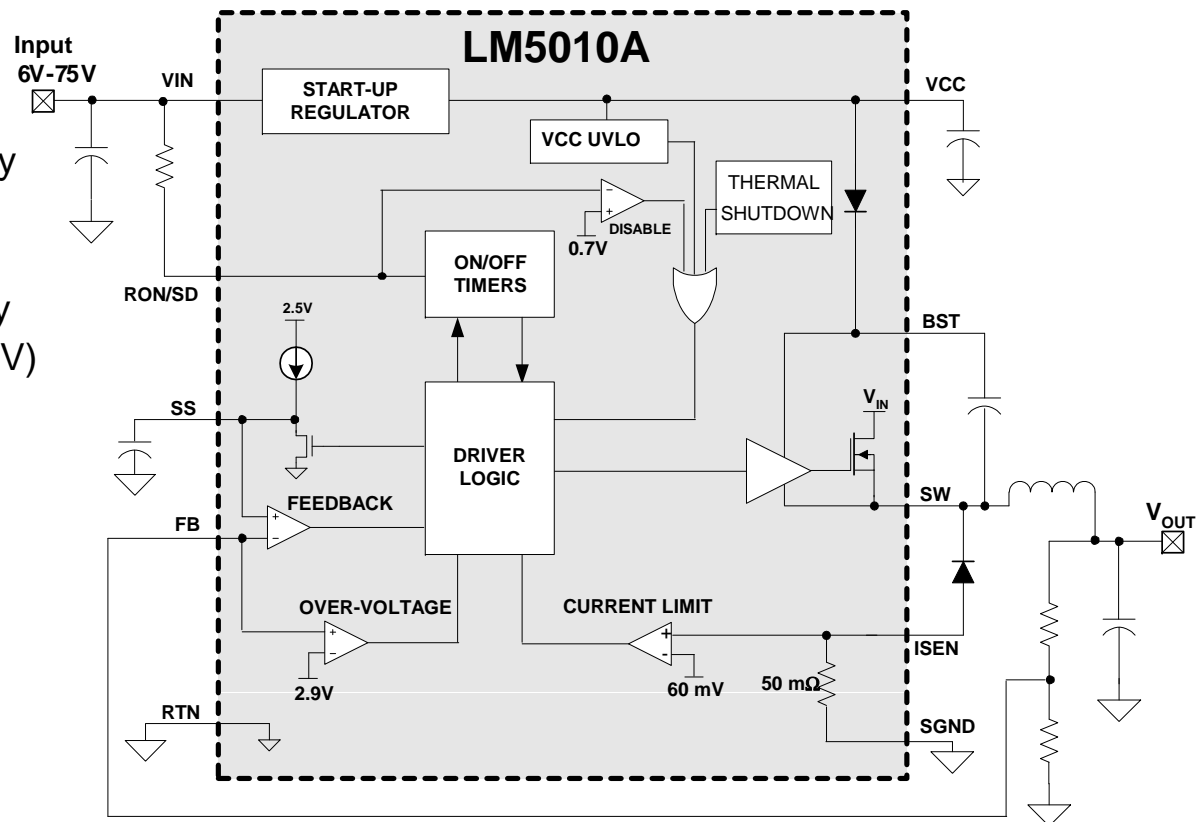 LM5010A
Input
6V-75V
VIN
START-UP
REGULATOR
VCC
VCC UVLO
y
THERMAL
SHUTDOWN
DISABLE
0.7V
ON/OFF
TIMERS
RON/SD
y
V)
2.5V
BST
SS
V_IN
DRIVER
LOGIC
FEEDBACK
SW
FB
V_OUT
OVER-VOLTAGE
CURRENT LIMIT
+
-
+
-
+
-
+
-
ISEN
2.9V
60 mV
50 mΩ
RTN
SGND